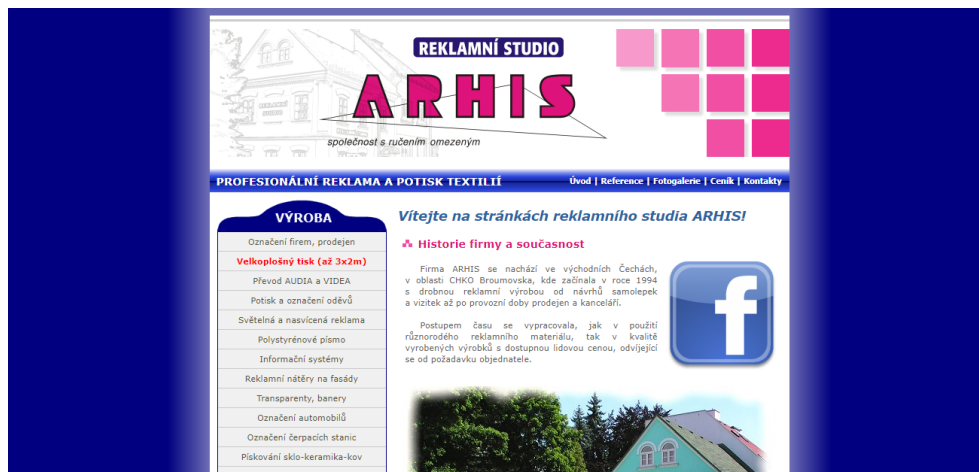 REKLAMNÍ STUDIO
REKLAMNÍ STUDIO
ARHIS
společnost s ručením omezeným
PROFESIONÁLNÍ REKLAMA A POTISK TEXTILIÍ
Úvod | Reference | Fotogalerie | Ceník | Kontakty
VÝROBA
Označení firem, prodejen
Velkoplošný tisk (až 3x2m)
Převod AUDIA a VIDEA
Potisk a označení oděvů
Světelná a nasvícená reklama
Polystyrénové písmo
Informační systémy
Reklamní nátěry na fasády
Transparenty, banery
Označení automobilů
Označení čerpacích stanic
Pískování sklo-keramika-kov
Vítejte na stránkách reklamního studia ARHIS!
Historie firmy a současnost
Firma ARHIS se nachází ve východních Čechách,
v oblasti CHKO Broumovska, kde začínala v roce 1994
s drobnou reklamní výrobou od návrhů samolepek
a vizitek až po provozní doby prodejen a kanceláří.
Postupem času se vypracovala, jak v použití
různorodého reklamního materiálu, tak v kvalitě
vyrobených výrobků s dostupnou lidovou cenou, odvíjející
se od požadavku objednatele.
f